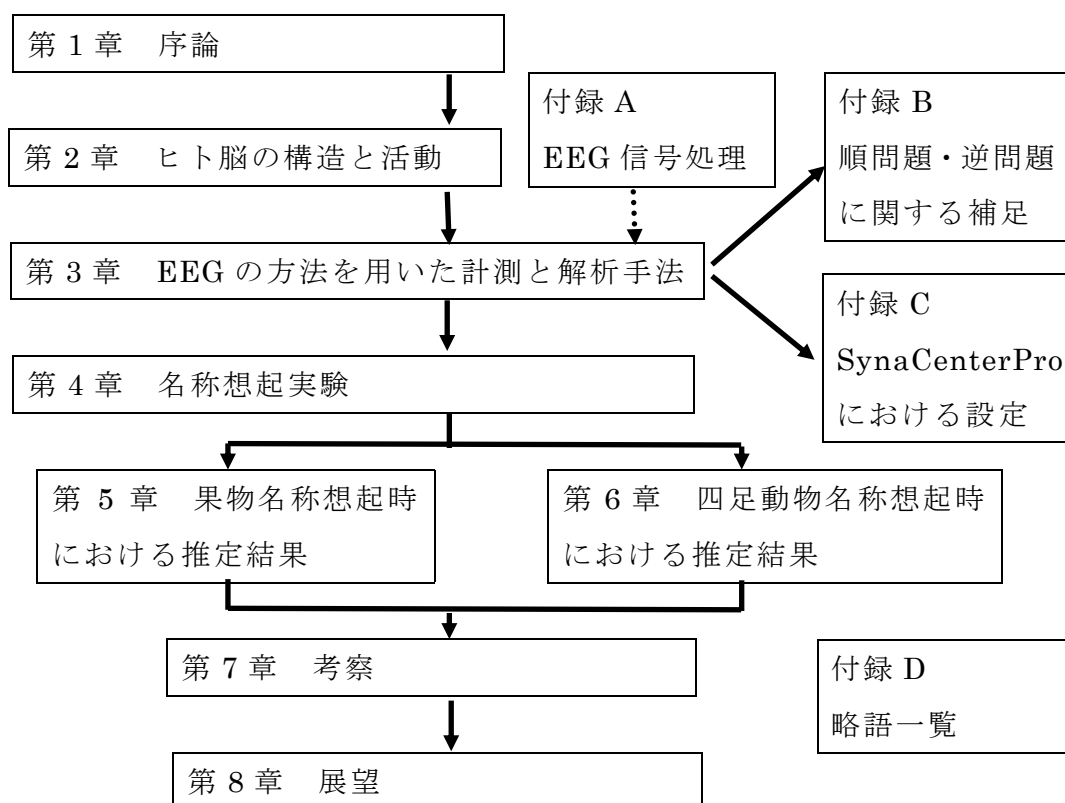 第 1 章　序論
付録 A
EEG 信号処理
付録 B
順問題・逆問題
に関する補足
第 2 章　ヒト脳の構造と活動
第 3 章　EEG の方法を用いた計測と解析手法
付録 C
SynaCenterPro
における設定
第 4 章　名称想起実験
第 5 章　果物名称想起時
における推定結果
第 6 章　四足動物名称想起時
における推定結果
第 7 章　考察
付録 D
略語一覧
第 8 章　展望